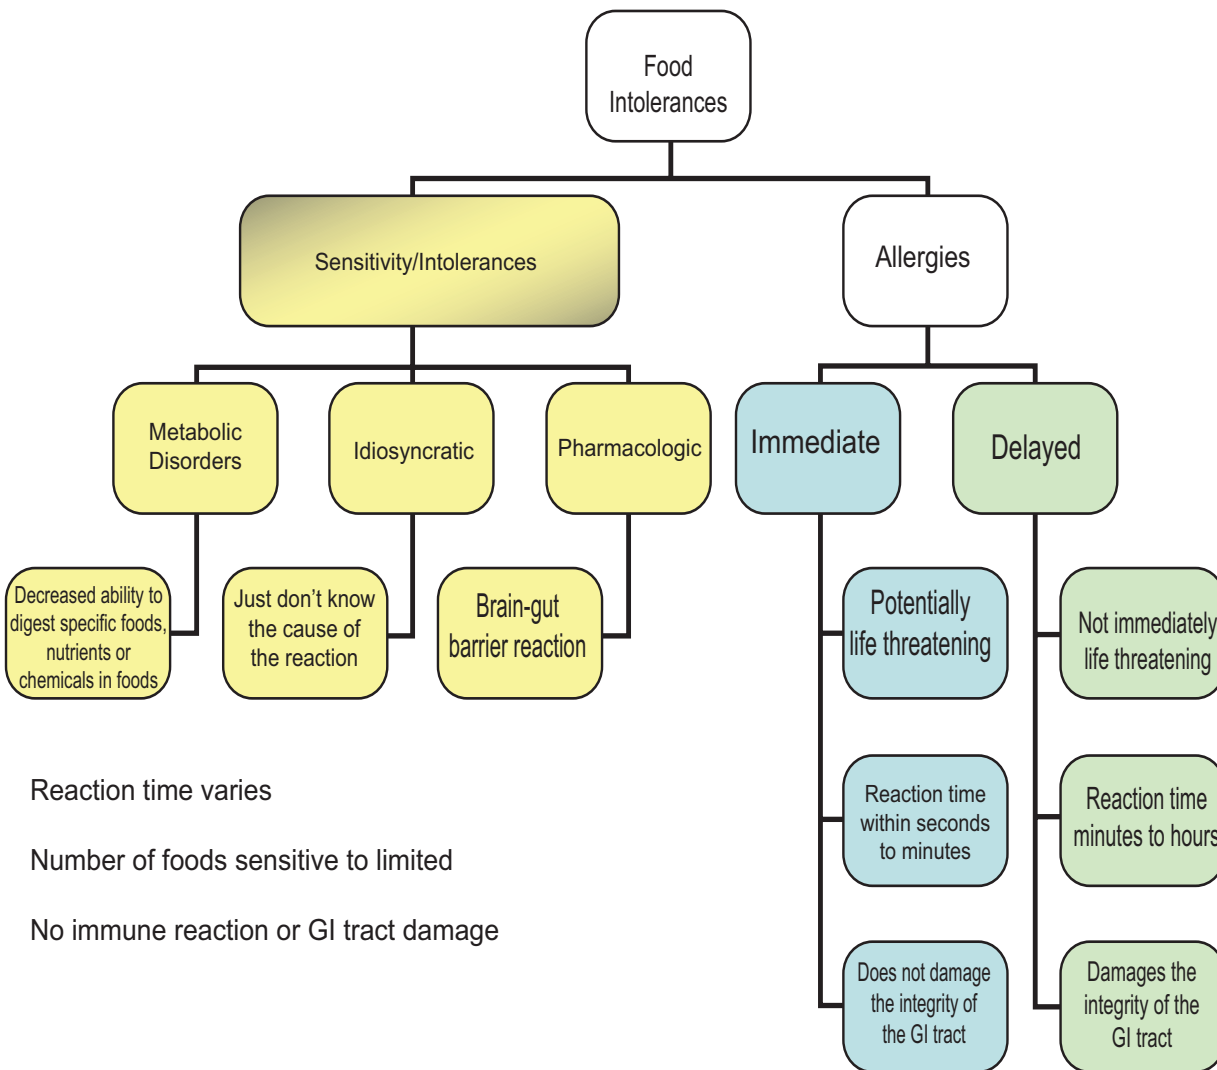 Food
Intolerances
Sensitivity/Intolerances
Allergies
Metabolic
Disorders
Idiosyncratic
Pharmacologic
Immediate
Delayed
Decreased ability to
digest specific foods,
nutrients or
chemicals in foods
Just don’t know
the cause of
the reaction
Brain-gut
barrier reaction
Potentially
life threatening
Not immediately
life threatening
Reaction time
within seconds
to minutes
Reaction time
minutes to hours
Does not damage
the integrity of
the GI tract
Damages the
integrity of the
GI tract
Reaction time varies
Number of foods sensitive to limited
No immune reaction or GI tract damage